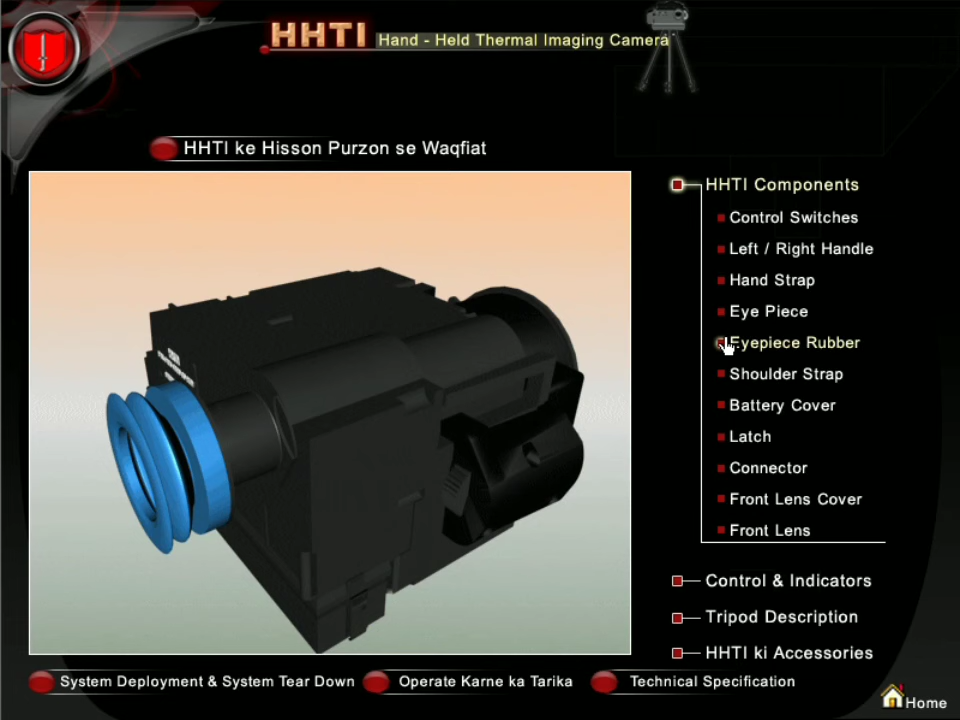 HHTI Hand - Held Thermal Imaging Camera
HHTI ke Hisson Purzon se Waqfiat
HHTI Components
Control Switches
Left / Right Handle
Hand Strap
Eye Piece
Eyepiece Rubber
Shoulder Strap
Battery Cover
Latch
Connector
Front Lens Cover
Front Lens
Control & Indicators
Tripod Description
HHTI ki Accessories
System Deployment & System Tear Down
Operate Karne ka Tarika
Technical Specification
Home